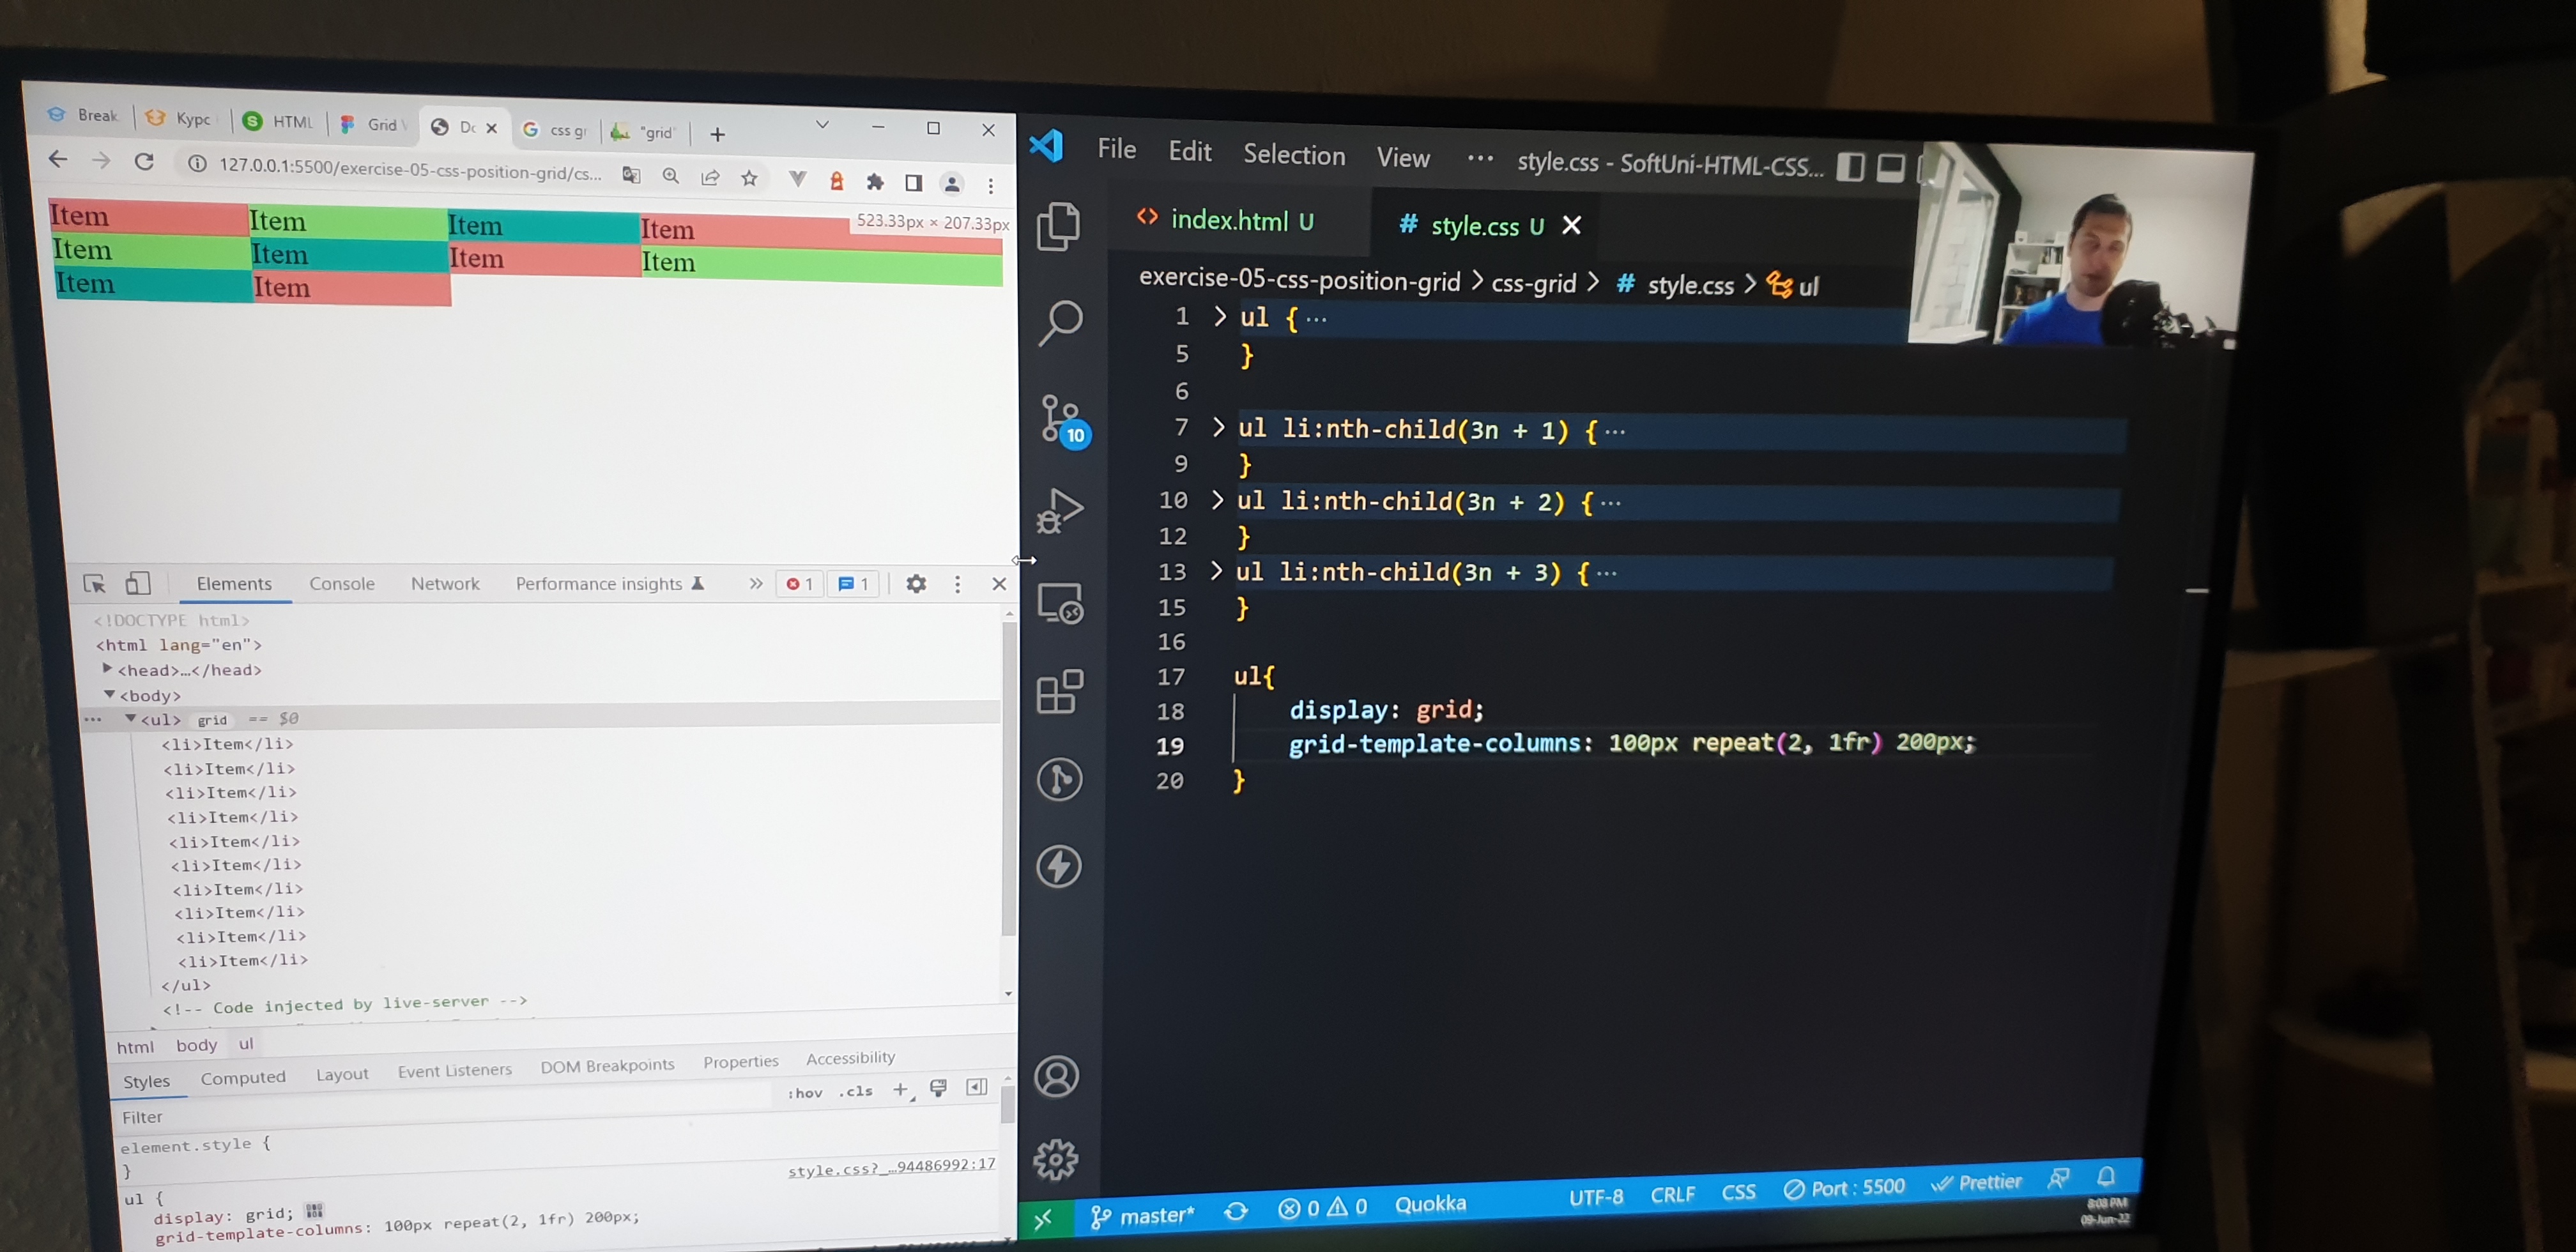 Break
Курс
HTML
Grid
Do
css gr
"grid"
127.0.0.1:5500/exercise-05-css-position-grid/cs...
523.33px × 207.33px
Item Item Item Item
Item Item Item Item
Item Item
Elements Console Network Performance insights 1 1
<!DOCTYPE html>
<html lang="en">
<head>…</head>
<body>
<ul> grid == $0
<li>Item</li>
<li>Item</li>
<li>Item</li>
<li>Item</li>
<li>Item</li>
<li>Item</li>
<li>Item</li>
<li>Item</li>
<li>Item</li>
<li>Item</li>
</ul>
<!-- Code injected by live-server -->
html body ul
Styles Computed Layout Event Listeners DOM Breakpoints Properties Accessibility
Filter :hov .cls
element.style {
}
style.css?_…94486992:17
ul {
display: grid;
grid-template-columns: 100px repeat(2, 1fr) 200px;
File Edit Selection View ··· style.css - SoftUni-HTML-CSS...
index.html U # style.css U
exercise-05-css-position-grid > css-grid > # style.css > ul
1 ul { ···
5 }
6
7 ul li:nth-child(3n + 1) { ···
9 }
10 ul li:nth-child(3n + 2) { ···
12 }
13 ul li:nth-child(3n + 3) { ···
15 }
16
17 ul{
18 display: grid;
19 grid-template-columns: 100px repeat(2, 1fr) 200px;
20 }
10
master* 0 0 Quokka UTF-8 CRLF CSS Port : 5500 Prettier
8:08 PM
09-Jun-22